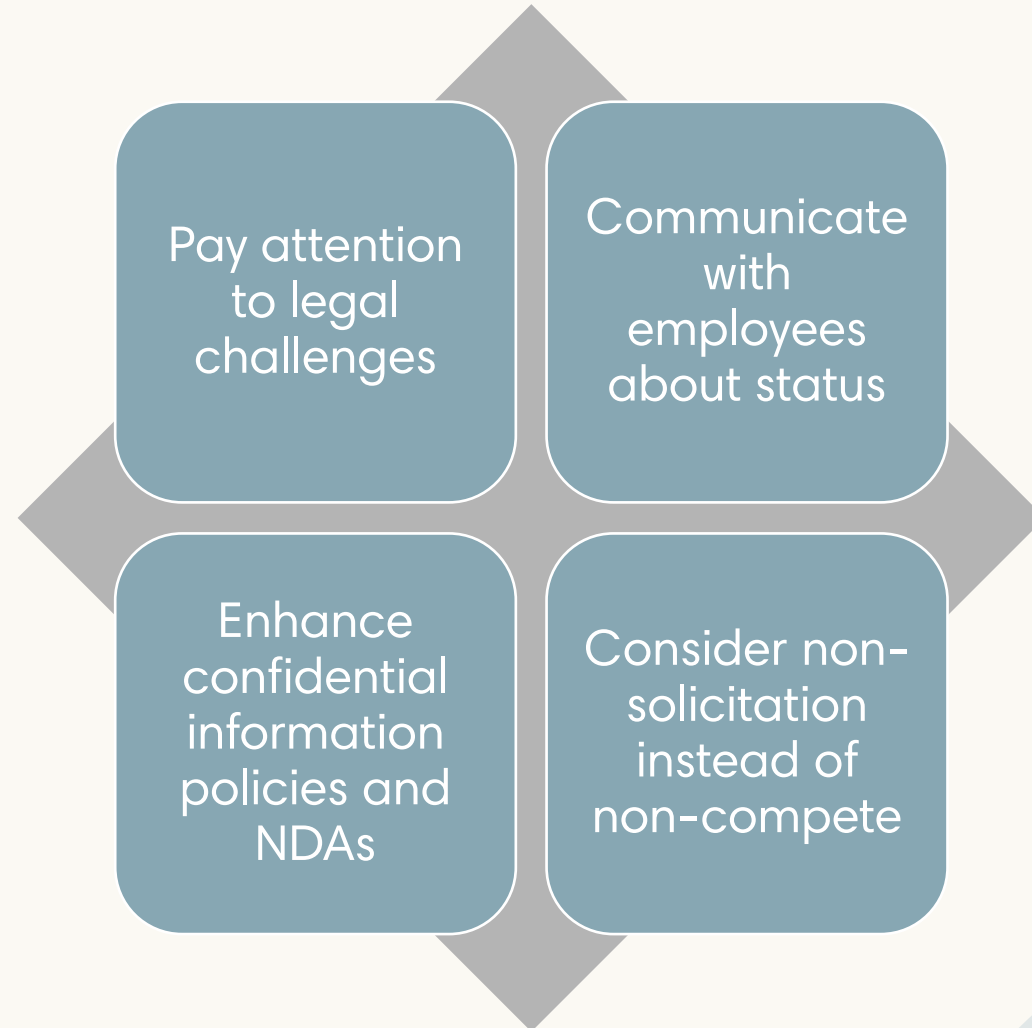 Pay attention
to legal
challenges
Communicate
with
employees
about status
Enhance
confidential
information
policies and
NDAs
Consider non-
solicitation
instead of
non-compete